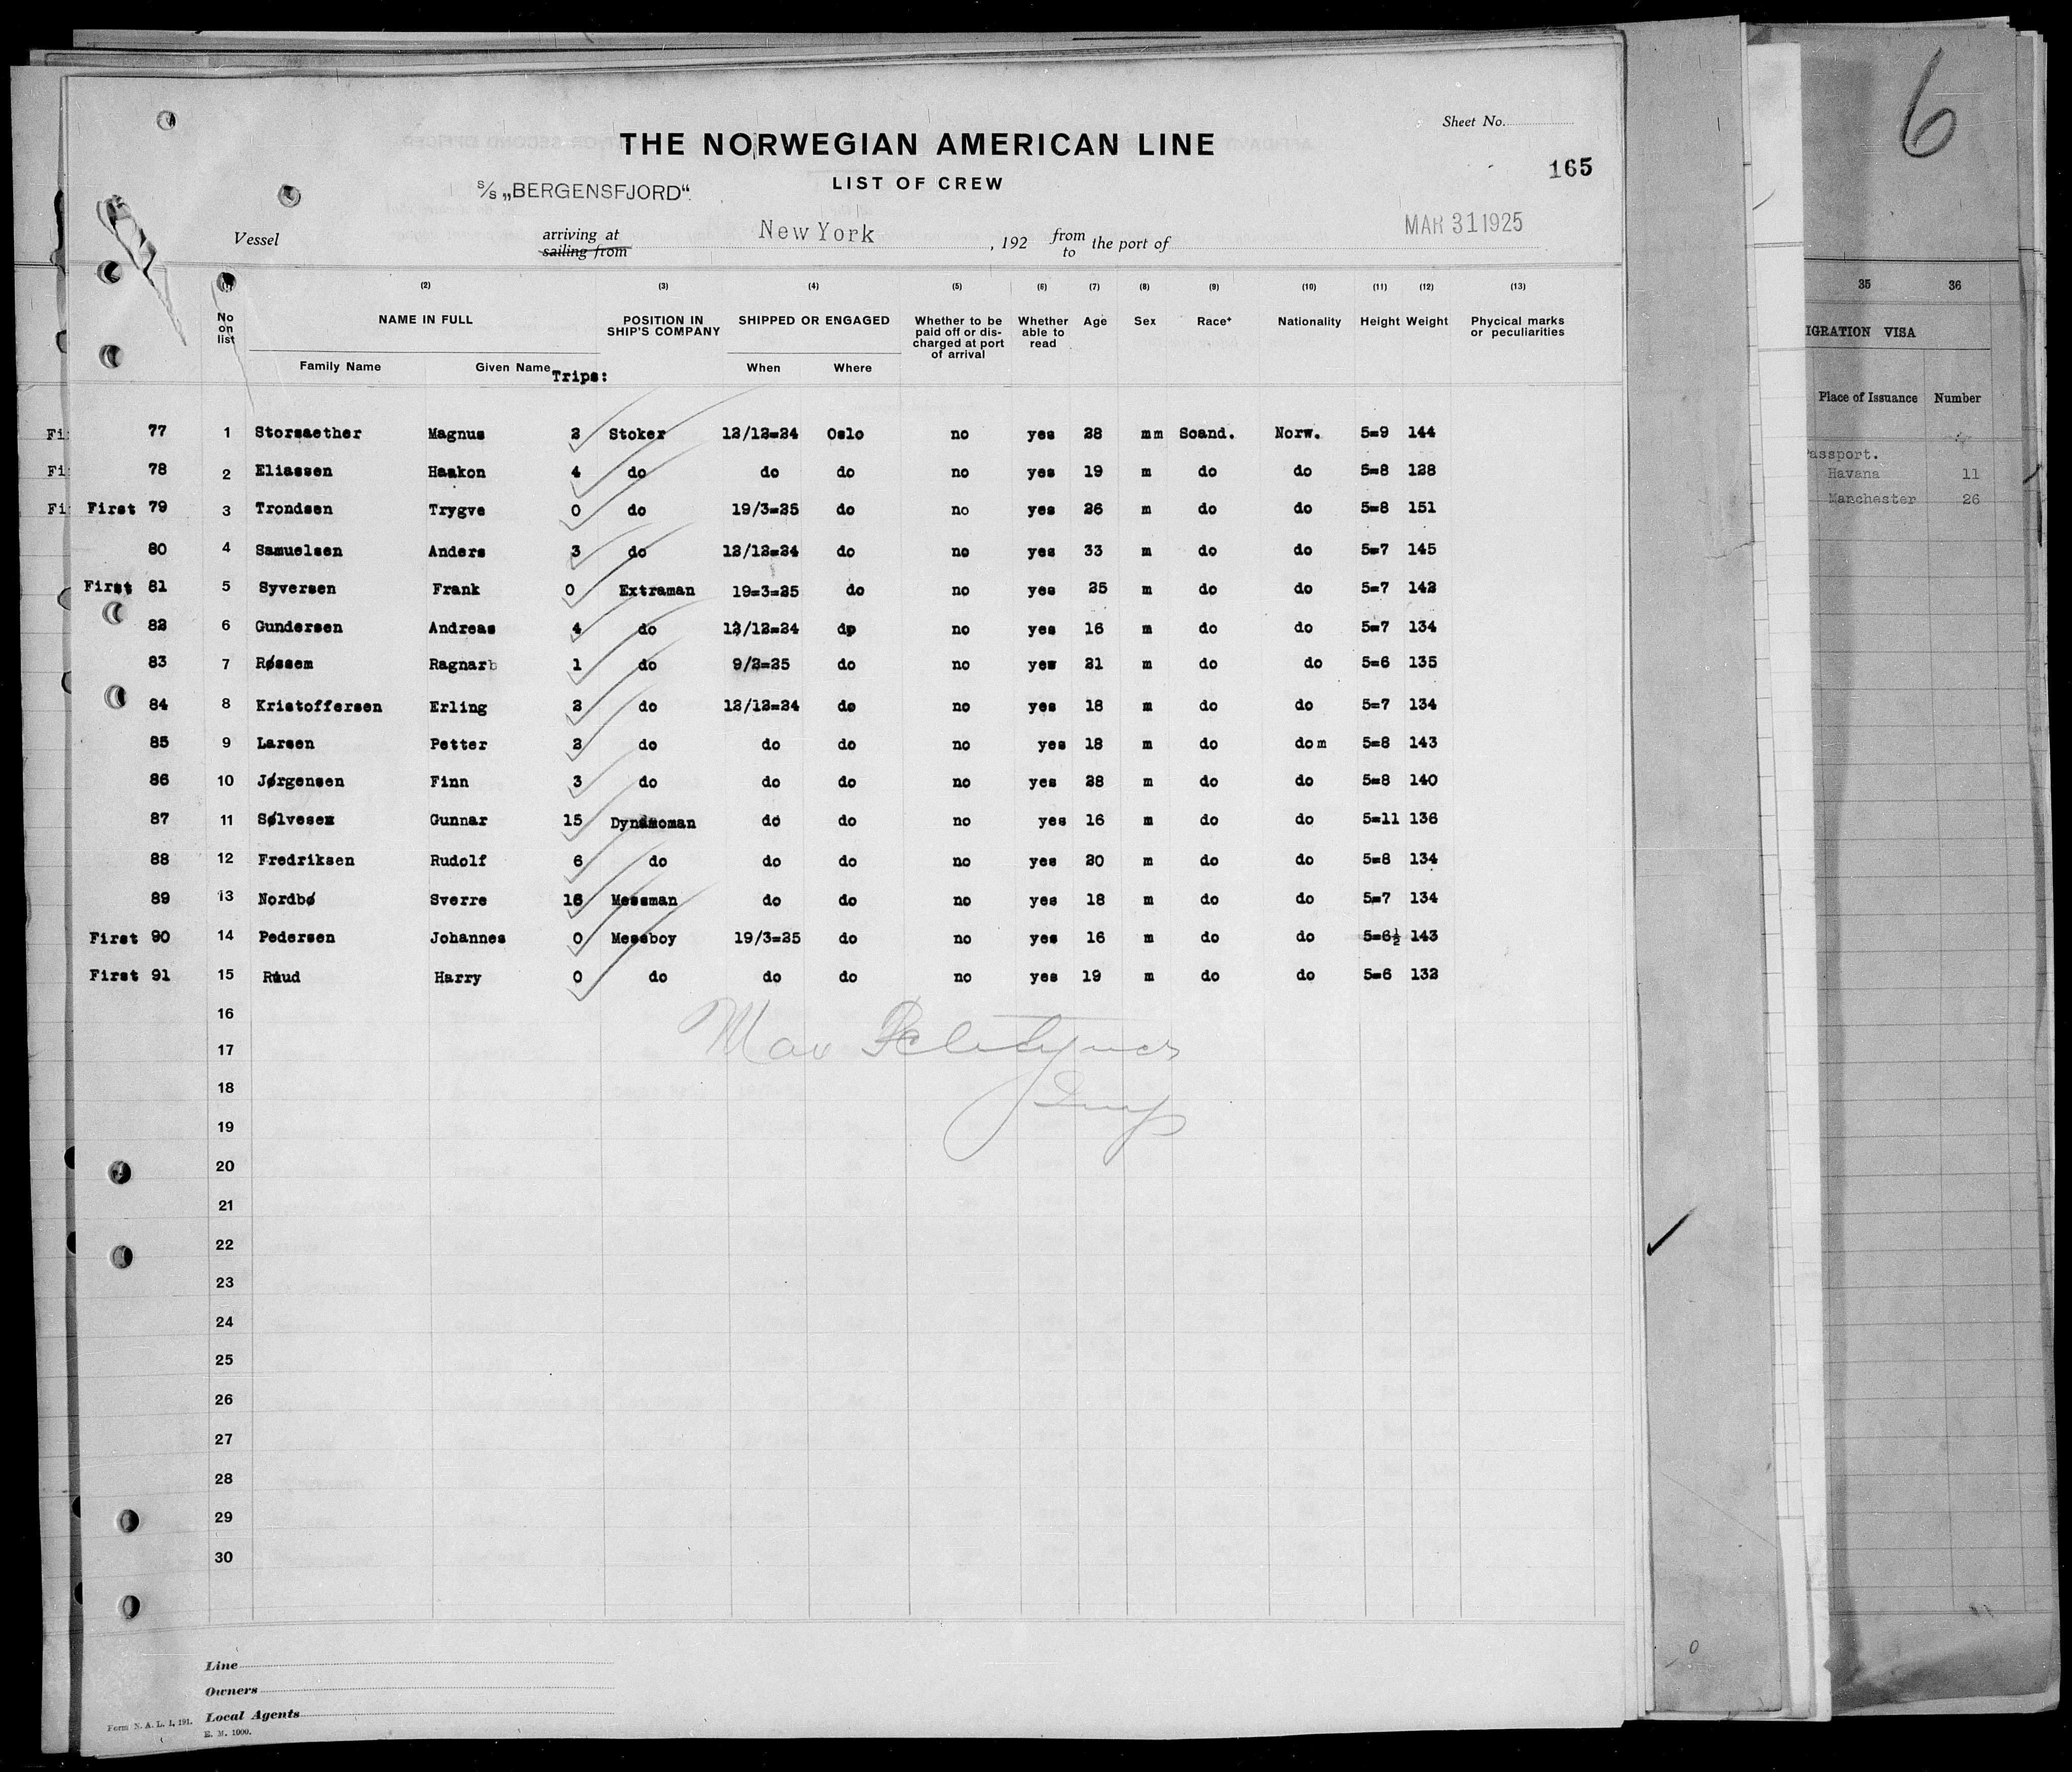 6
Sheet No.
THE NORWEGIAN AMERICAN LINE
165
LIST OF CREW
S/S „BERGENSFJORD“.
Vessel arriving at sailing from New York , 192 from to the port of MAR 31 1925
(2) (3) (4) (5) (6) (7) (8) (9) (10) (11) (12) (13)
No on list NAME IN FULL POSITION IN SHIP'S COMPANY SHIPPED OR ENGAGED Whether to be paid off or discharged at port of arrival Whether able to read Age Sex Race+ Nationality Height Weight Phycical marks or peculiarities
Family Name Given Name Trips: When Where
77 1 Storsaether Magnus 2 Stoker 12/12=24 Oslo no yes 28 mm Scand. Norw. 5=9 144
78 2 Eliassen Haakon 4 do do do no yes 19 m do do 5=8 128
First 79 3 Trondsen Trygve 0 do 19/3=25 do no yes 26 m do do 5=8 151
80 4 Samuelsen Anders 3 do 12/12=24 do no yes 33 m do do 5=7 145
First 81 5 Syversen Frank 0 Extraman 19=3=25 do no yes 25 m do do 5=7 142
82 6 Gundersen Andreas 4 do 12/12=24 do no yes 16 m do do 5=7 134
83 7 Røssem Ragnar 1 do 9/2=25 do no yes 21 m do do 5=6 135
84 8 Kristoffersen Erling 2 do 12/12=24 do no yes 18 m do do 5=7 134
85 9 Larsen Petter 2 do do do no yes 18 m do do m 5=8 143
86 10 Jørgensen Finn 3 do do do no yes 28 m do do 5=8 140
87 11 Sølvesen Gunnar 15 Dynamoman do do no yes 16 m do do 5=11 136
88 12 Fredriksen Rudolf 6 do do do no yes 20 m do do 5=8 134
89 13 Nordbø Sverre 16 Messman do do no yes 18 m do do 5=7 134
First 90 14 Pedersen Johannes 0 Messboy 19/3=25 do no yes 16 m do do 5=6½ 143
First 91 15 Ruud Harry 0 do do do no yes 19 m do do 5=6 132
16
17
18
19
20
21
22
23
24
25
26
27
28
29
30
Line
Owners
Local Agents
Form N. A. L. 1, 191.
E. M. 1000.
35 36
IGRATION VISA
Place of Issuance Number
assport.
Havana 11
Manchester 26